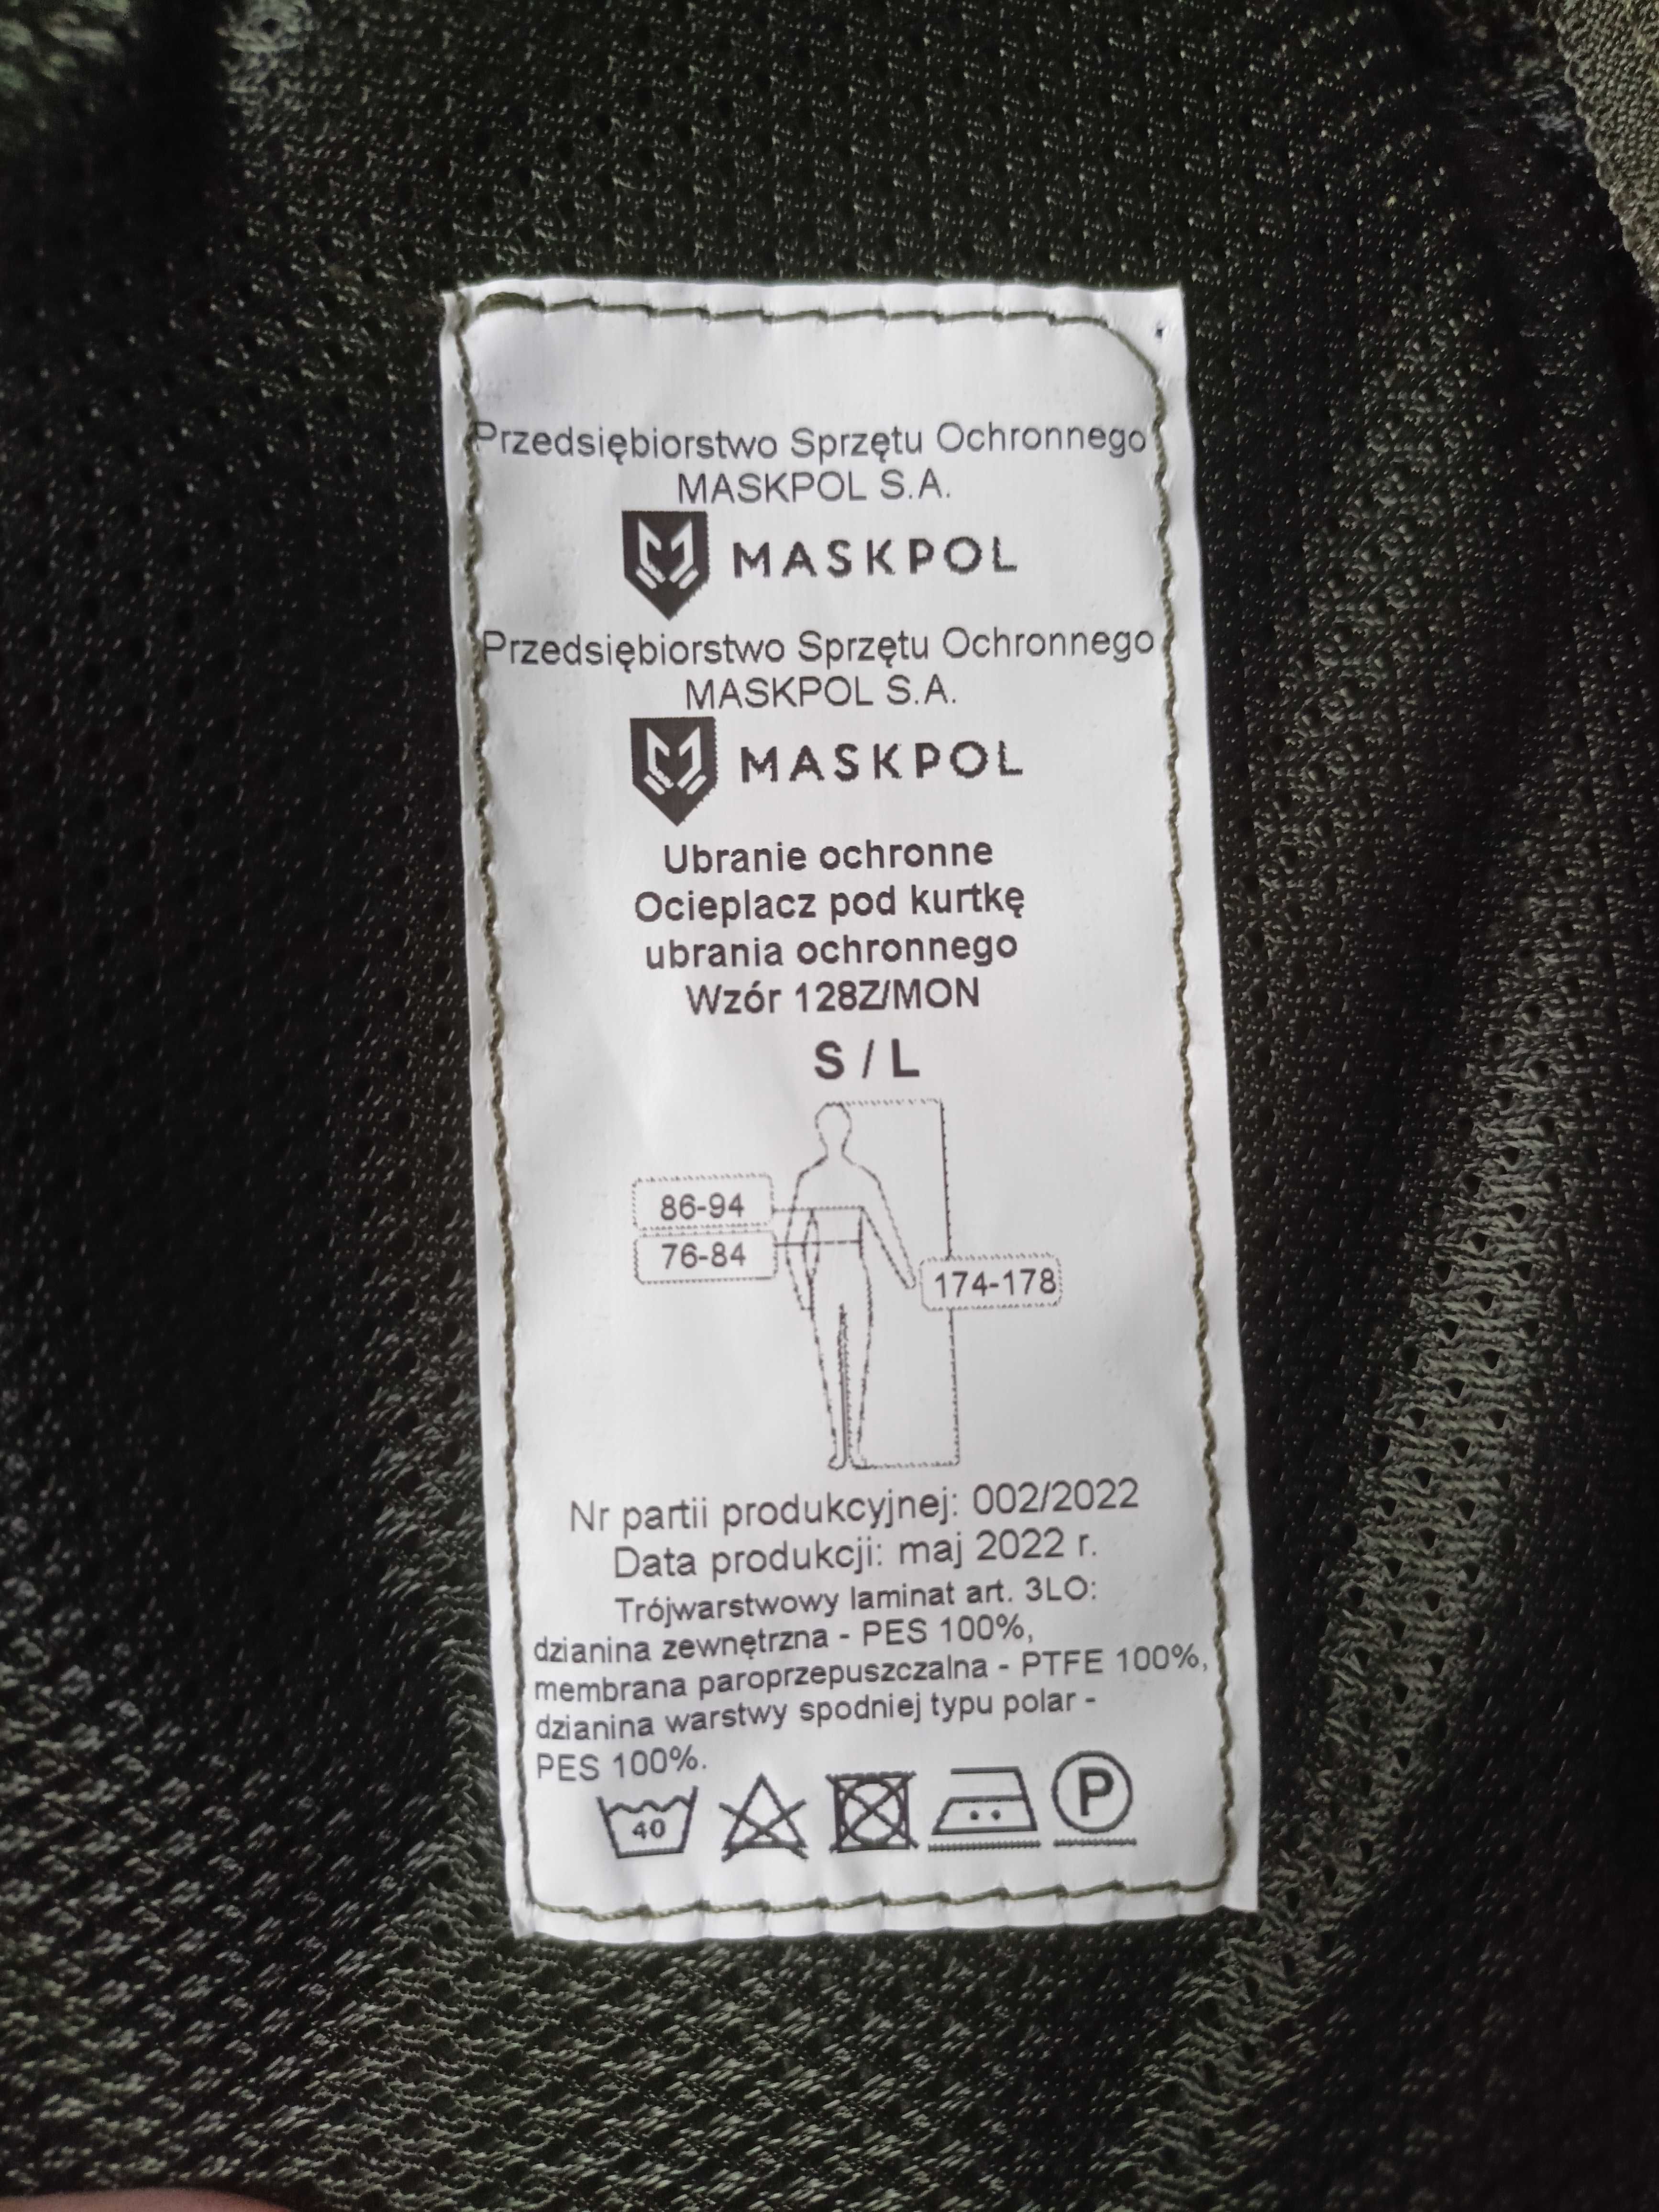 Przedsiębiorstwo Sprzętu Ochronnego
MASKPOL S.A.
MASKPOL
Przedsiębiorstwo Sprzętu Ochronnego
MASKPOL S.A.
MASKPOL
Ubranie ochronne
Ocieplacz pod kurtkę
ubrania ochronnego
Wzór 128Z/MON
S / L
86-94
76-84
174-178
Nr partii produkcyjnej: 002/2022
Data produkcji: maj 2022 r.
Trójwarstwowy laminat art. 3LO:
dzianina zewnętrzna - PES 100%,
membrana paroprzepuszczalna - PTFE 100%,
dzianina warstwy spodniej typu polar -
PES 100%.
40 P